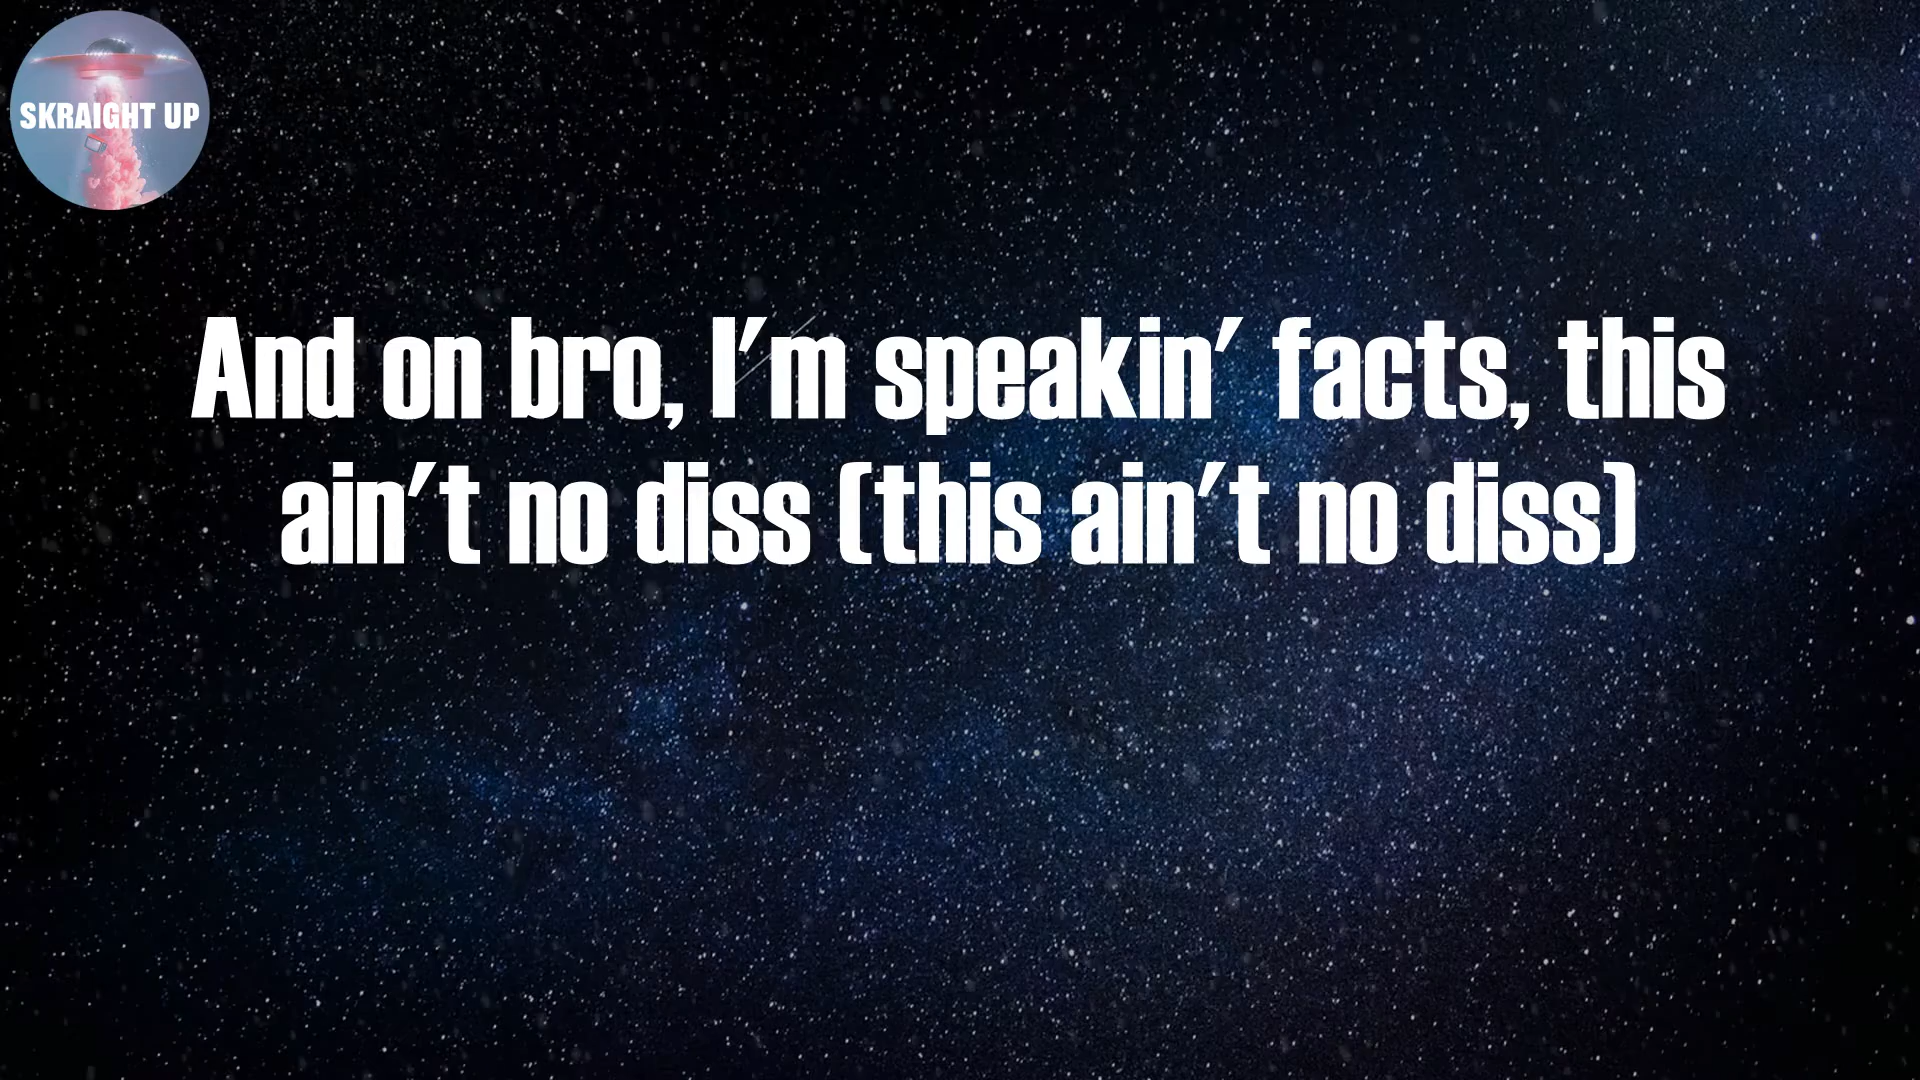 SKRAIGHT UP
And on bro, I'm speakin' facts, this
ain't no diss (this ain't no diss)